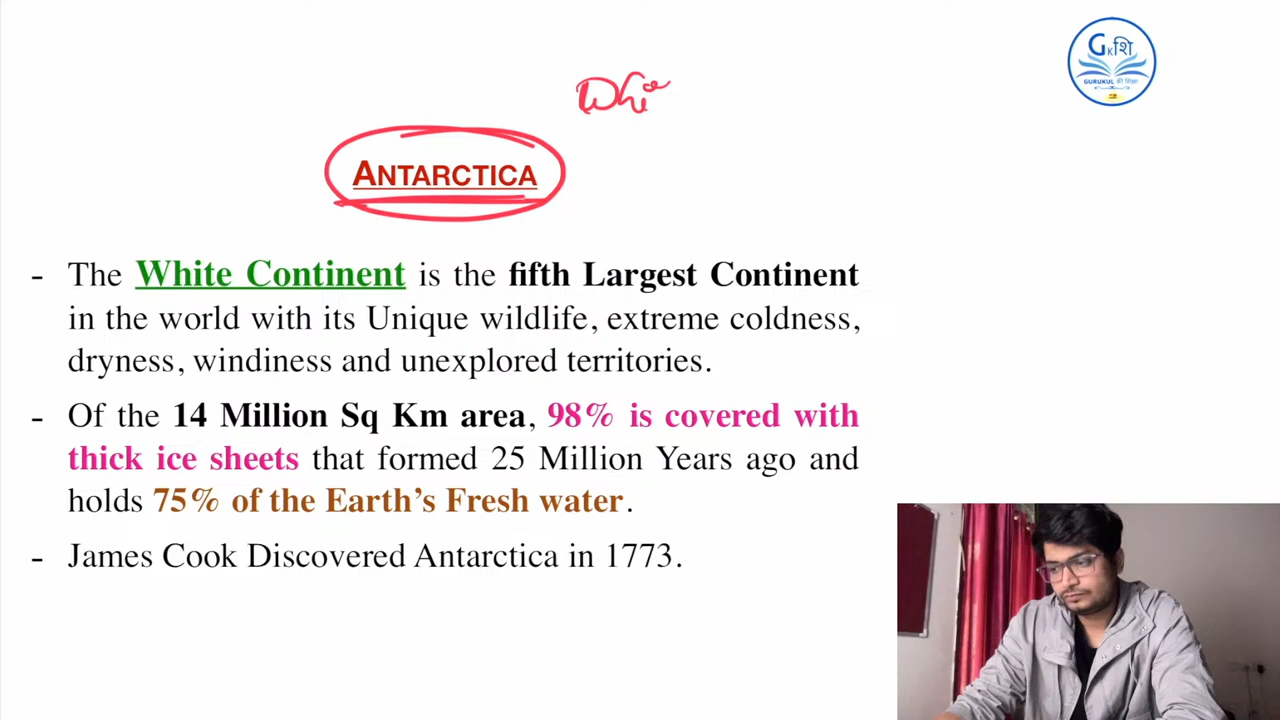 GKशि
GURUKUL की शिक्षा
Whi
ANTARCTICA
- The White Continent is the fifth Largest Continent
in the world with its Unique wildlife, extreme coldness,
dryness, windiness and unexplored territories.
- Of the 14 Million Sq Km area, 98% is covered with
thick ice sheets that formed 25 Million Years ago and
holds 75% of the Earth’s Fresh water.
- James Cook Discovered Antarctica in 1773.